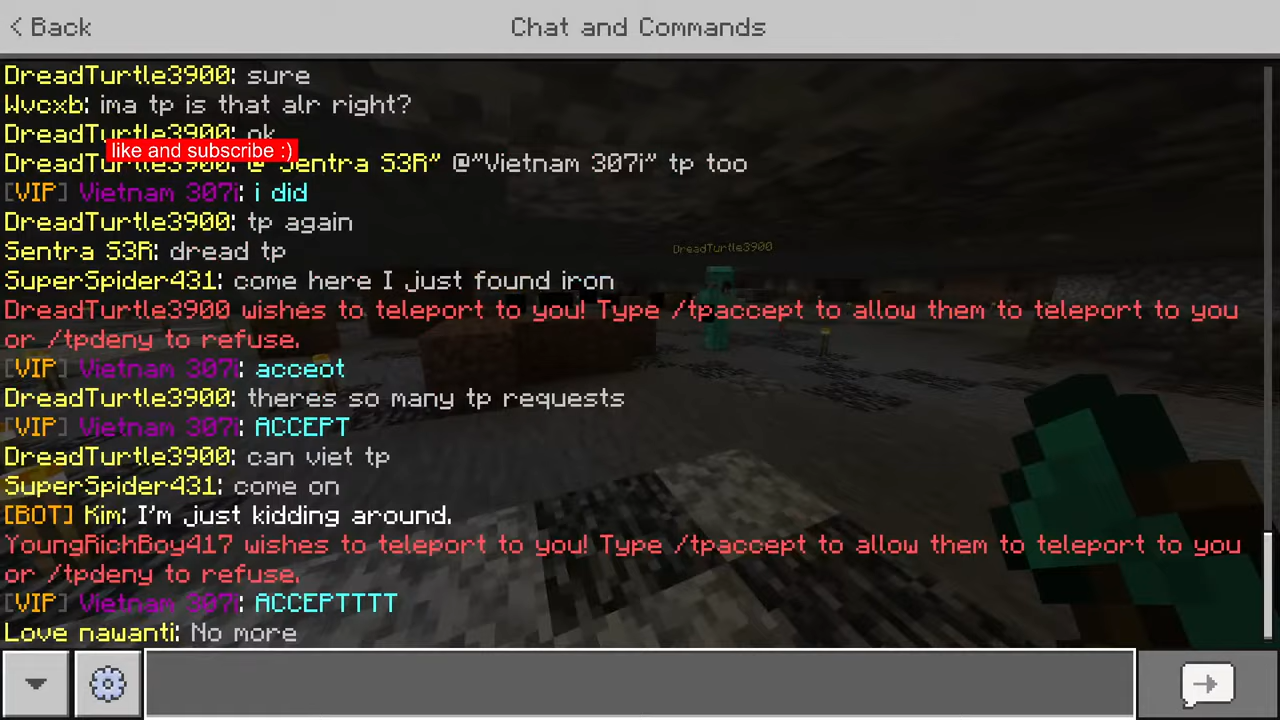 < Back
Chat and Commands
DreadTurtle3900: sure
Wvcxb: ima tp is that alr right?
DreadTurtle3900: ok
like and subscribe :)
DreadTurtle3900: @"Sentra S3R" @"Vietnam 307i" tp too
[VIP] Vietnam 307i: i did
DreadTurtle3900: tp again
DreadTurtle3900
Sentra S3R: dread tp
SuperSpider431: come here I just found iron
DreadTurtle3900 wishes to teleport to you! Type /tpaccept to allow them to teleport to you
or /tpdeny to refuse.
[VIP] Vietnam 307i: acceot
DreadTurtle3900: theres so many tp requests
[VIP] Vietnam 307i: ACCEPT
DreadTurtle3900: can viet tp
SuperSpider431: come on
[BOT] Kim: I'm just kidding around.
YoungRichBoy417 wishes to teleport to you! Type /tpaccept to allow them to teleport to you
or /tpdeny to refuse.
[VIP] Vietnam 307i: ACCEPTTTT
Love nawanti: No more